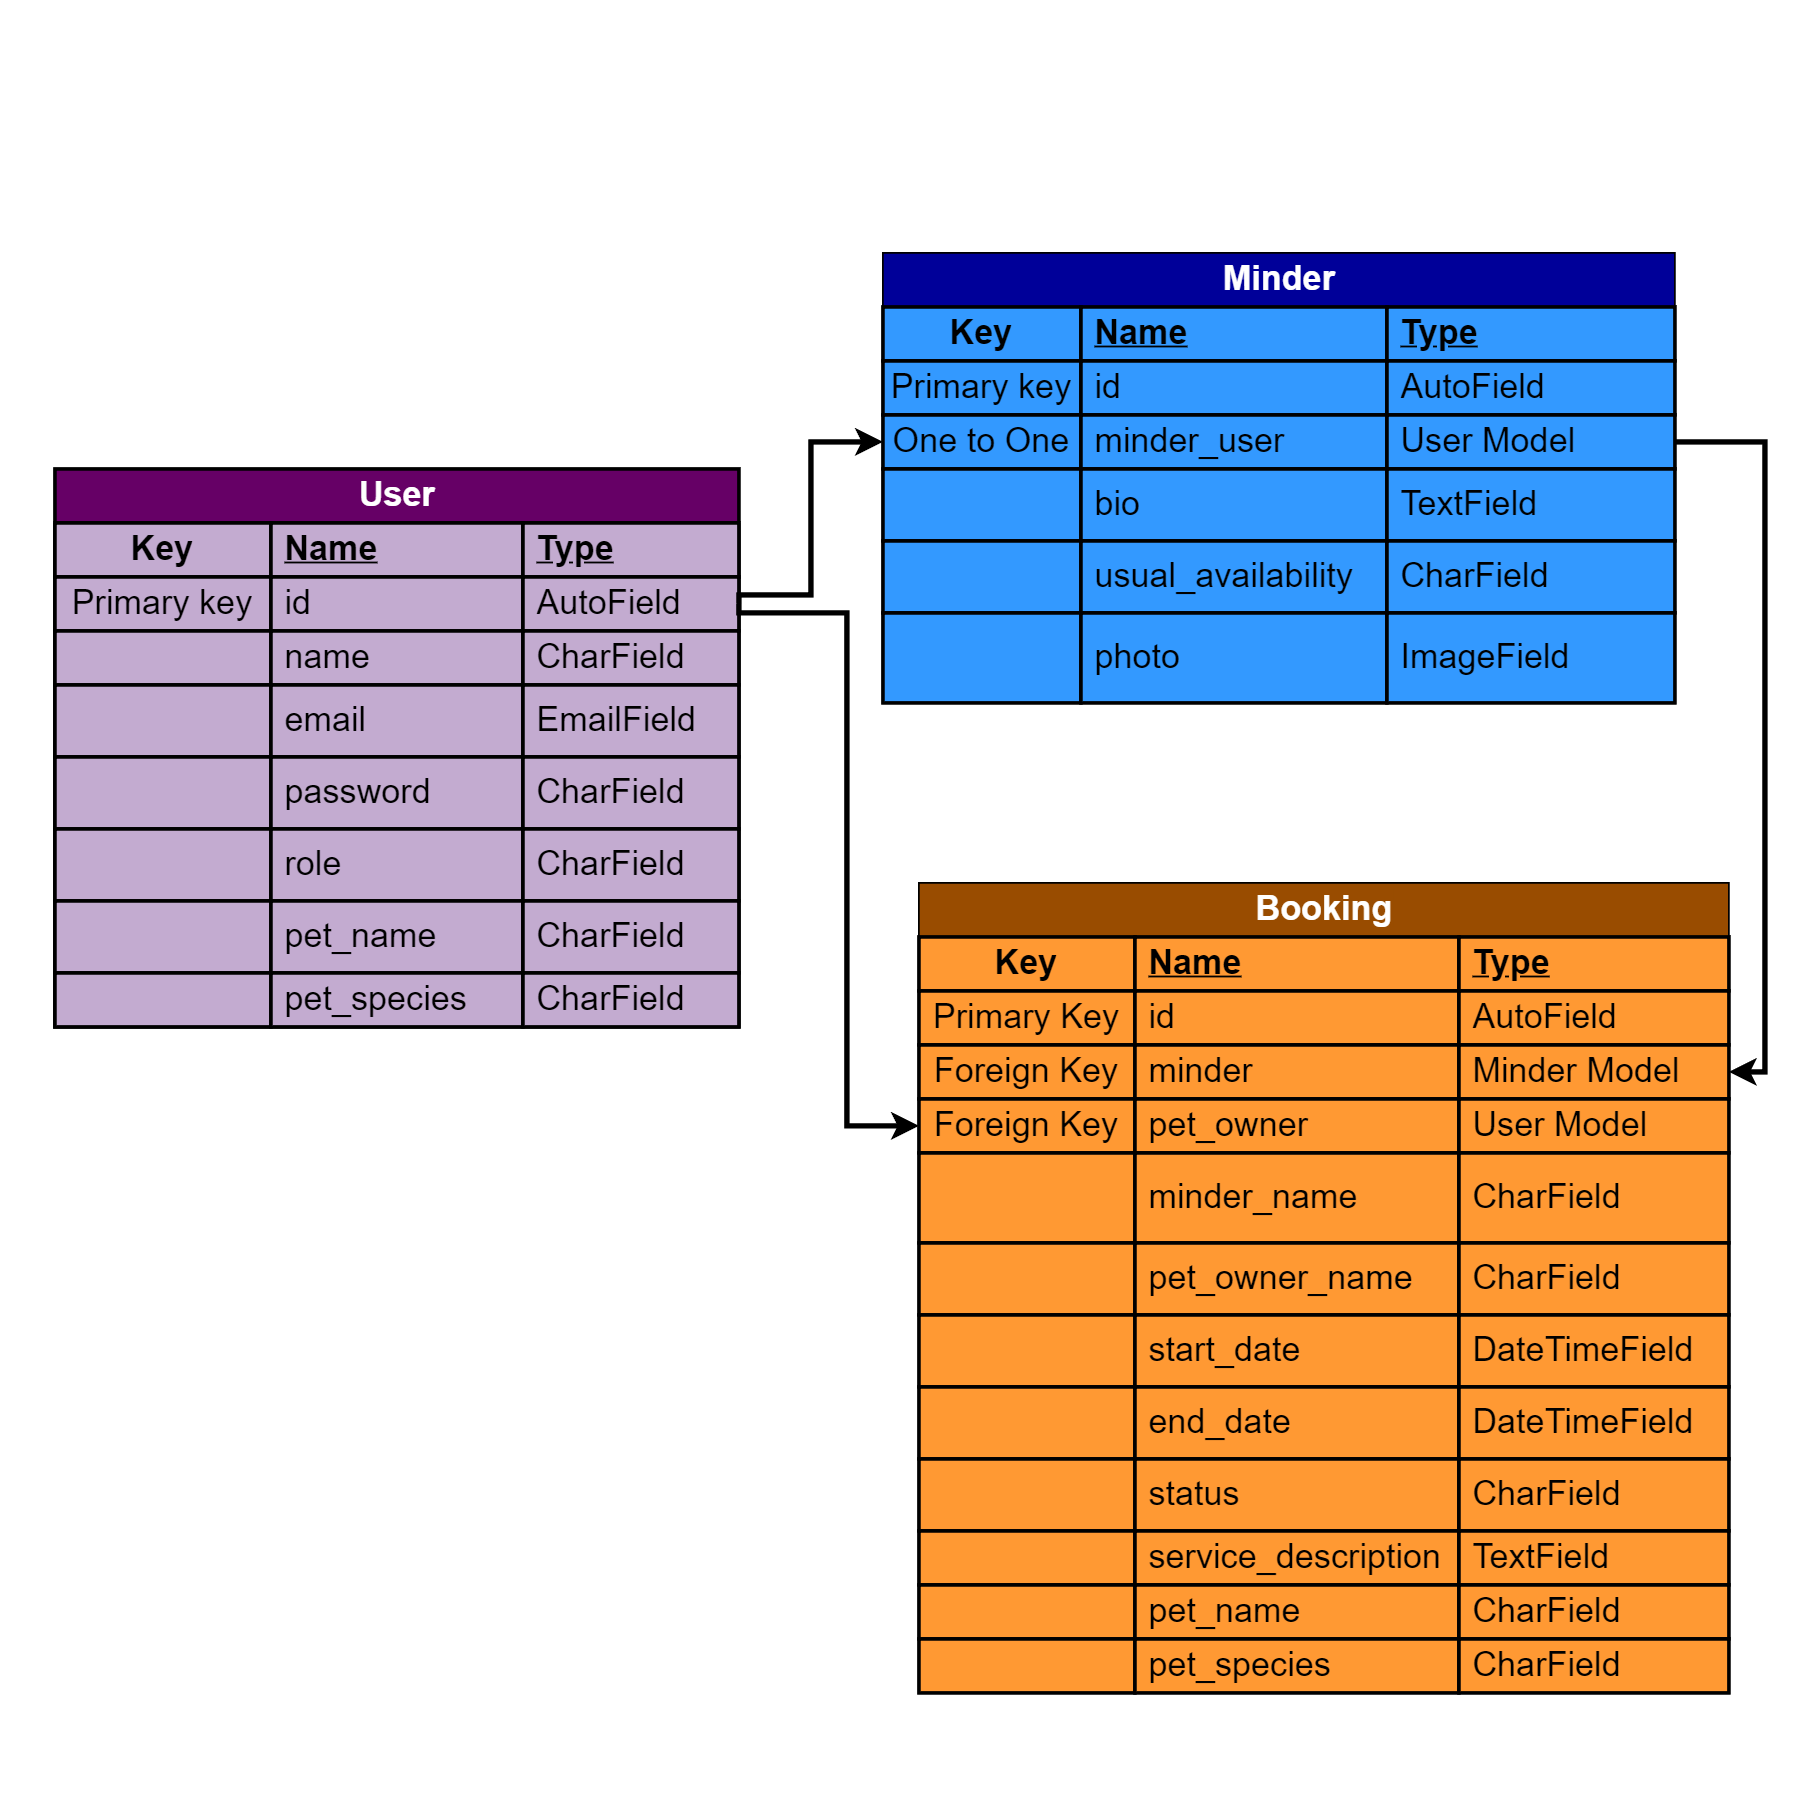 User
Key Name Type
Primary key id AutoField
name CharField
email EmailField
password CharField
role CharField
pet_name CharField
pet_species CharField
Minder
Key Name Type
Primary key id AutoField
One to One minder_user User Model
bio TextField
usual_availability CharField
photo ImageField
Booking
Key Name Type
Primary Key id AutoField
Foreign Key minder Minder Model
Foreign Key pet_owner User Model
minder_name CharField
pet_owner_name CharField
start_date DateTimeField
end_date DateTimeField
status CharField
service_description TextField
pet_name CharField
pet_species CharField